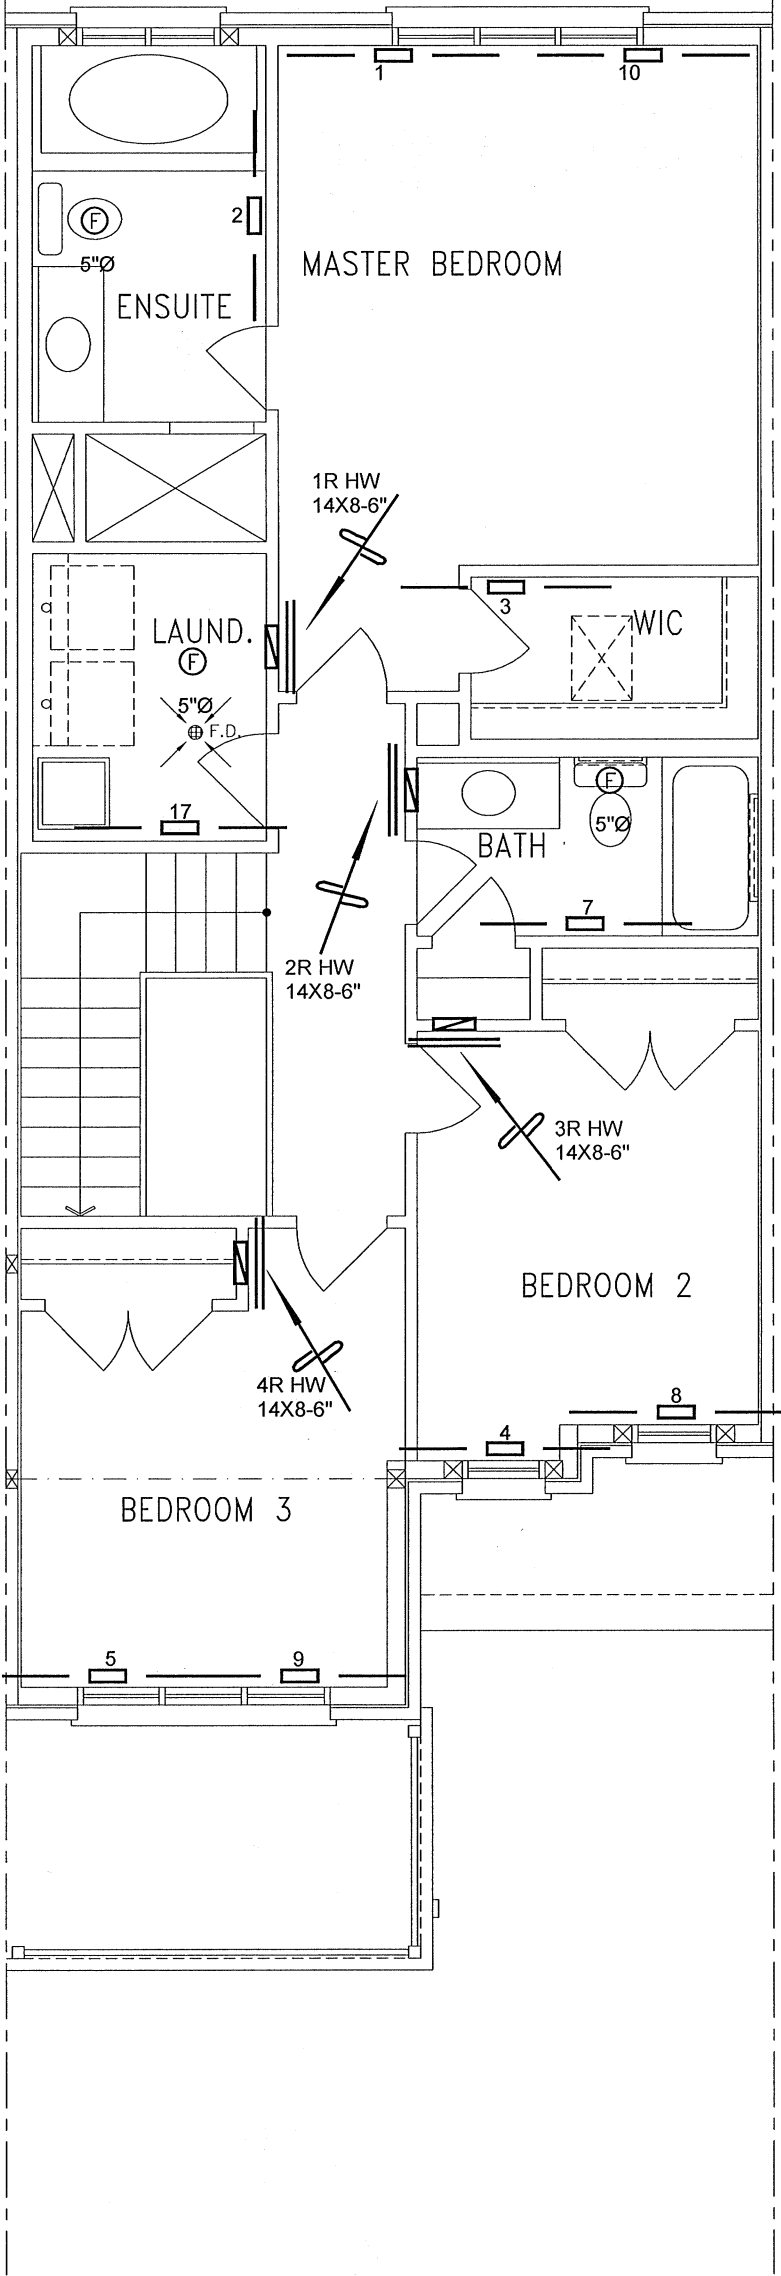 1
10
2
F
5"Ø
ENSUITE
MASTER BEDROOM
1R HW
14X8-6"
3
WIC
LAUND.
F
5"Ø
F.D.
17
F
5"Ø
BATH
7
2R HW
14X8-6"
3R HW
14X8-6"
BEDROOM 2
4R HW
14X8-6"
8
4
BEDROOM 3
5
9